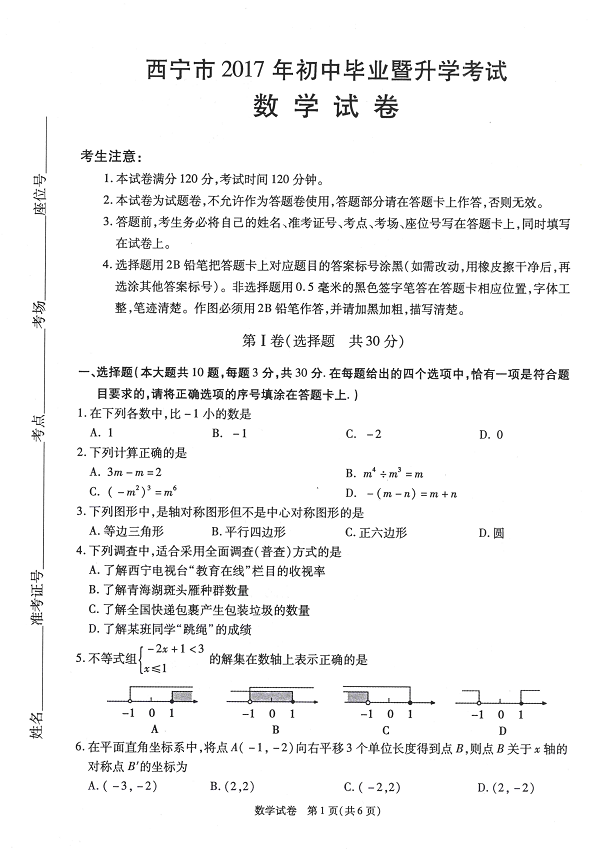 西宁市2017年初中毕业暨升学考试
数学试卷
考生注意:
1.本试卷满分120分,考试时间120分钟。
2.本试卷为试题卷,不允许作为答题卷使用,答题部分请在答题卡上作答,否则无效。
3.答题前,考生务必将自己的姓名、准考证号、考点、考场、座位号写在答题卡上,同时填写
在试卷上。
4.选择题用2B铅笔把答题卡上对应题目的答案标号涂黑(如需改动,用橡皮擦干净后,再
选涂其他答案标号)。非选择题用0.5毫米的黑色签字笔答在答题卡相应位置,字体工
整,笔迹清楚。作图必须用2B铅笔作答,并请加黑加粗,描写清楚。
第Ⅰ卷(选择题 共30分)
一、选择题(本大题共10题,每题3分,共30分.在每题给出的四个选项中,恰有一项是符合题
目要求的,请将正确选项的序号填涂在答题卡上.)
1.在下列各数中,比-1小的数是
A. 1 B. -1 C. -2 D. 0
2.下列计算正确的是
A. 3m-m=2 B. m⁴÷m³=m
C. (-m²)³=m⁶ D. -(m-n)=m+n
3.下列图形中,是轴对称图形但不是中心对称图形的是
A.等边三角形 B.平行四边形 C.正六边形 D.圆
4.下列调查中,适合采用全面调查(普查)方式的是
A.了解西宁电视台“教育在线”栏目的收视率
B.了解青海湖斑头雁种群数量
C.了解全国快递包裹产生包装垃圾的数量
D.了解某班同学“跳绳”的成绩
5.不等式组{-2x+1<3 x≤1 的解集在数轴上表示正确的是
-1 0 1 -1 0 1 -1 0 1 -1 0 1
A B C D
6.在平面直角坐标系中,将点A(-1,-2)向右平移3个单位长度得到点B,则点B关于x轴的
对称点B′的坐标为
A.(-3,-2) B.(2,2) C.(-2,2) D.(2,-2)
数学试卷 第1页(共6页)
姓名 准考证号 考点 考场 座位号